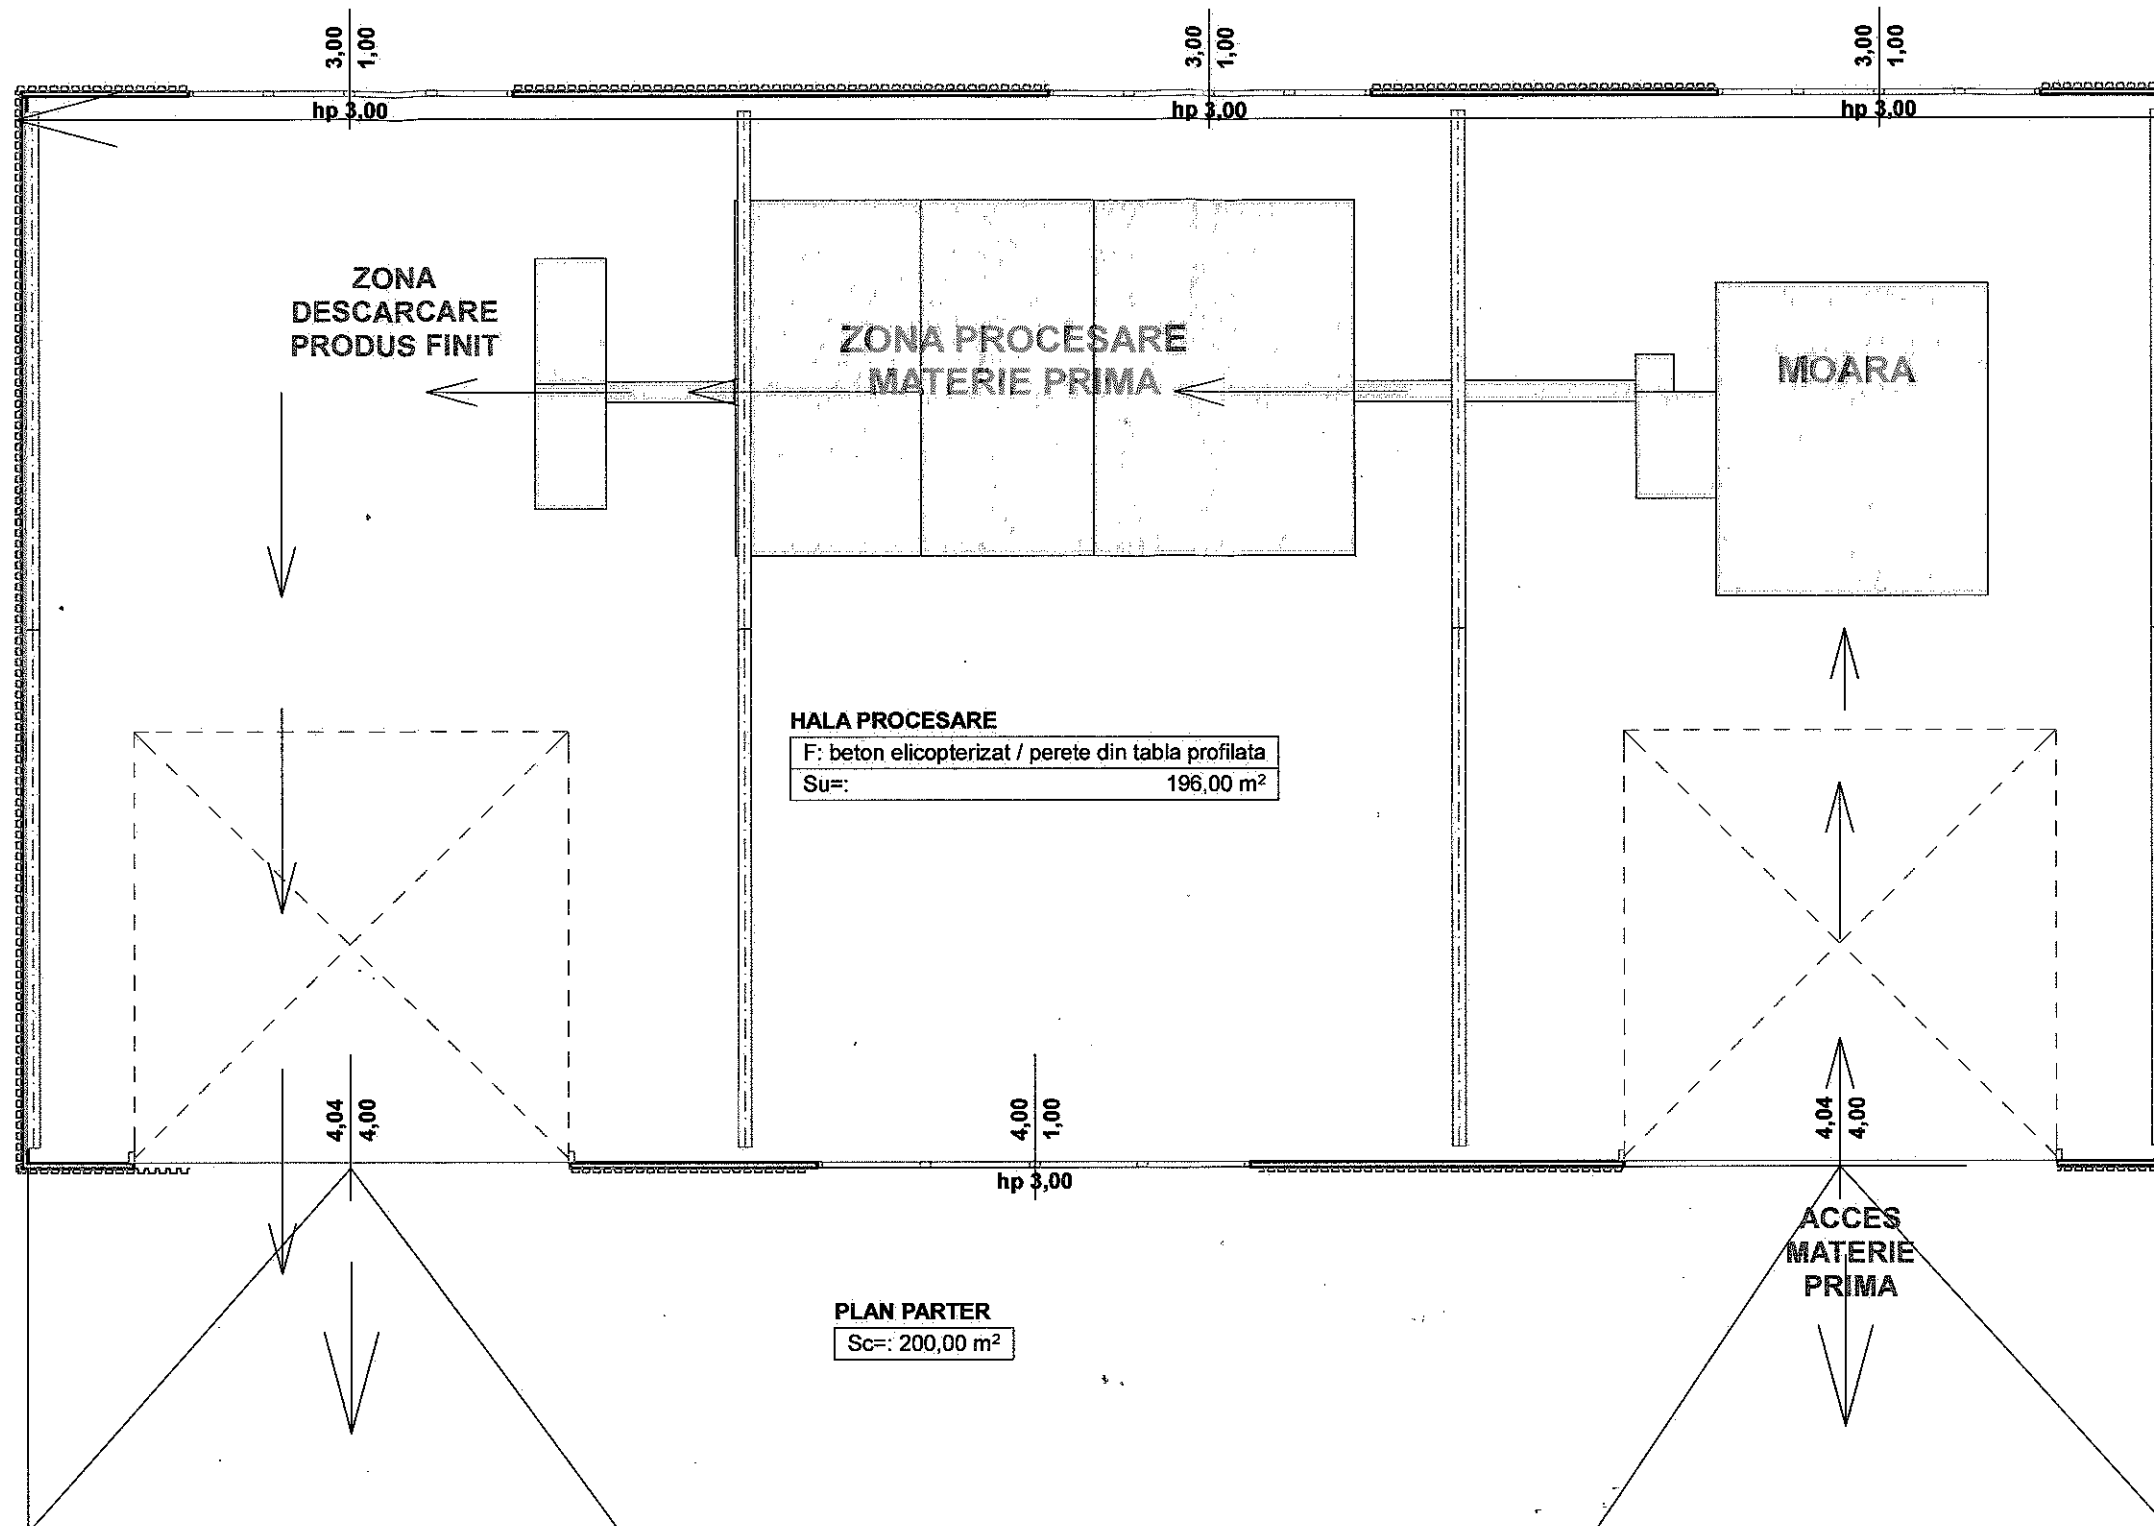 3,00
1,00
3,00
1,00
3,00
1,00
hp 3,00
hp 3,00
hp 3,00
ZONA
DESCARCARE
PRODUS FINIT
ZONA PROCESARE
MATERIE PRIMA
MOARA
HALA PROCESARE
F: beton elicopterizat / perete din tabla profilata
Su=: 196,00 m²
4,04
4,00
4,00
1,00
4,04
4,00
hp 3,00
ACCES
MATERIE
PRIMA
PLAN PARTER
Sc=: 200,00 m²